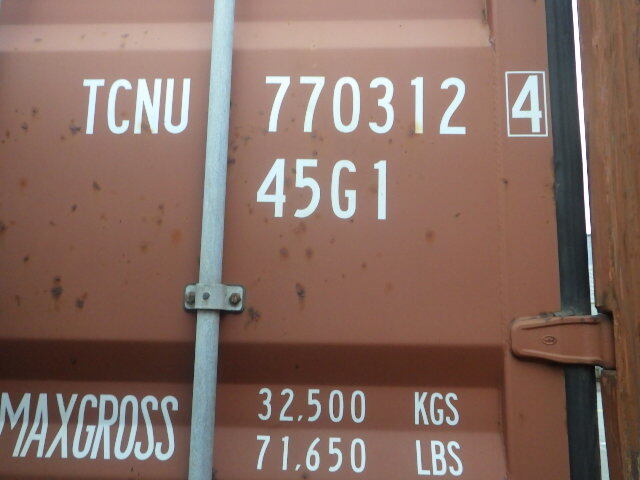 TCNU 770312 4
45G1
MAXGROSS 32,500 KGS
71,650 LBS